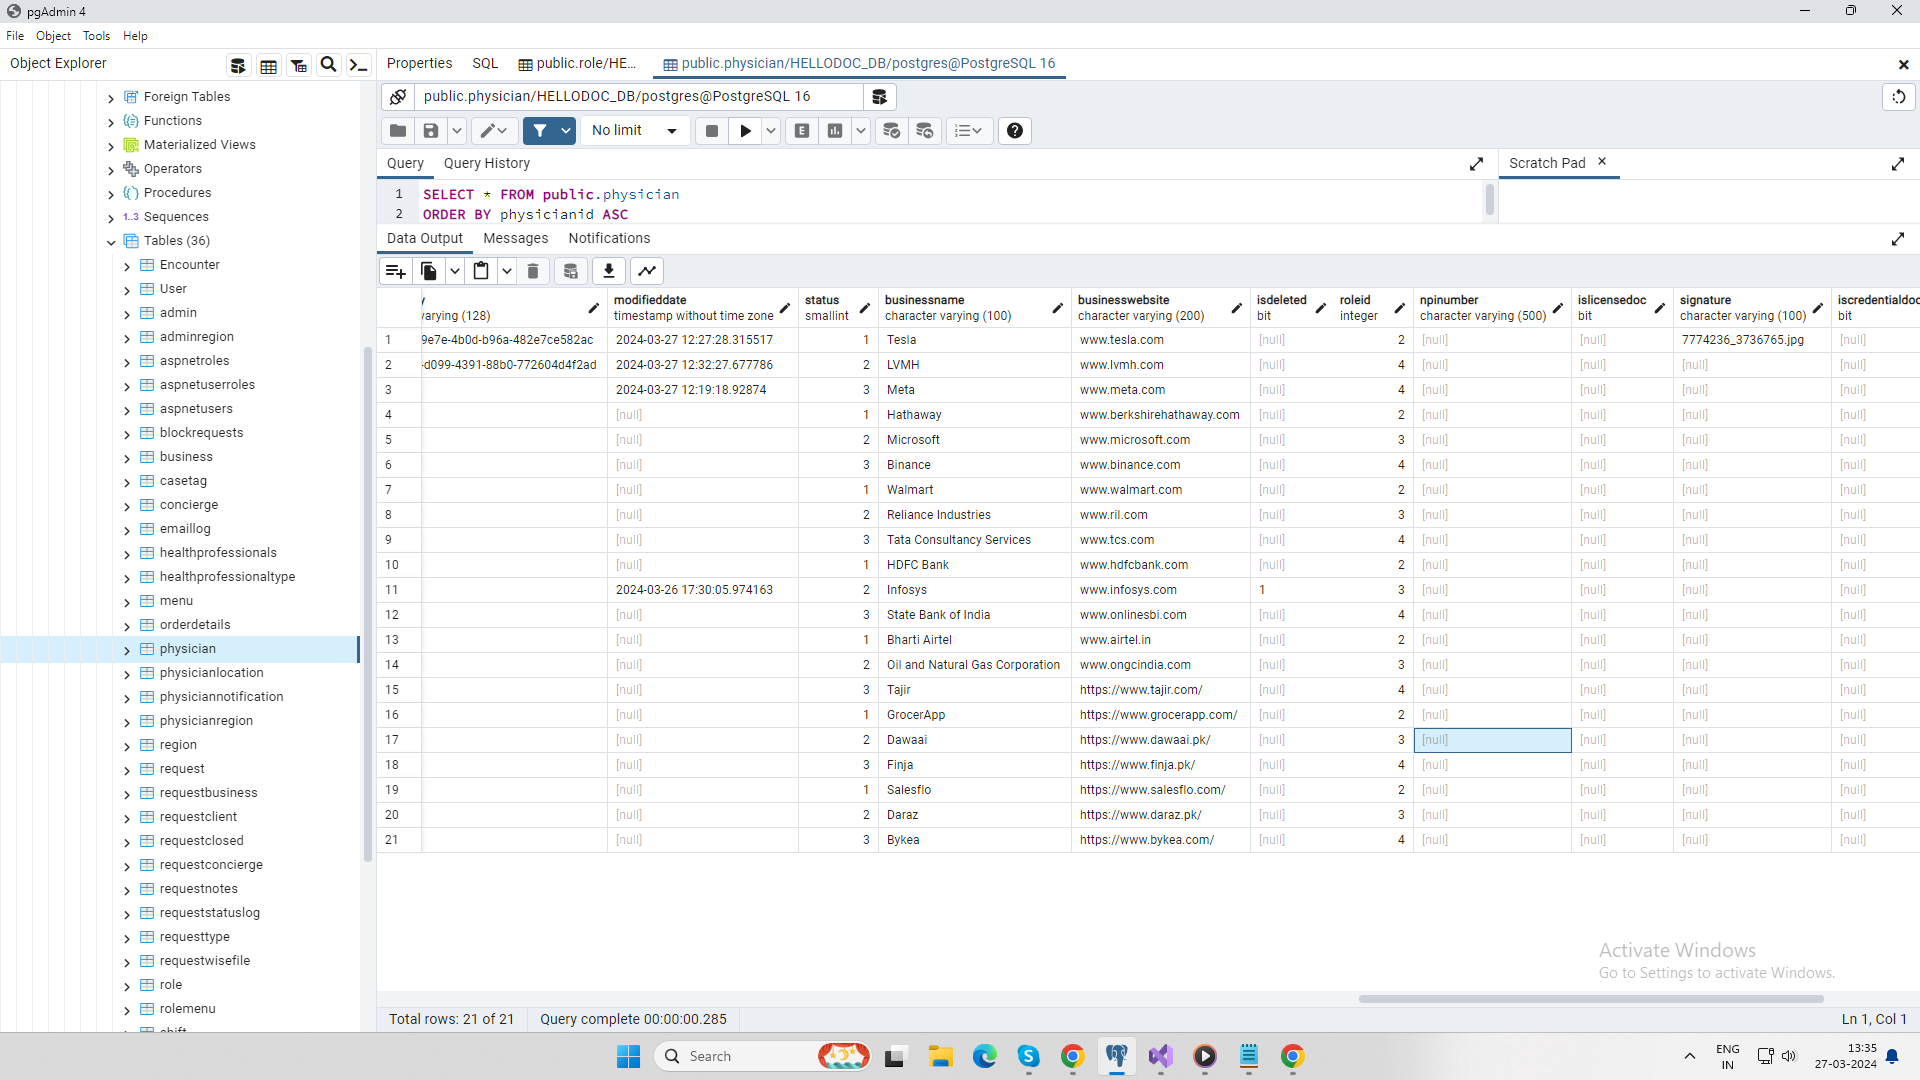 pgAdmin 4
File Object Tools Help
Object Explorer
Properties SQL public.role/HE... public.physician/HELLODOC_DB/postgres@PostgreSQL 16
public.physician/HELLODOC_DB/postgres@PostgreSQL 16
No limit
Query Query History
Scratch Pad
1 SELECT * FROM public.physician
2 ORDER BY physicianid ASC
Data Output Messages Notifications
Foreign Tables
Functions
Materialized Views
Operators
Procedures
1..3 Sequences
Tables (36)
Encounter
User
admin
adminregion
aspnetroles
aspnetuserroles
aspnetusers
blockrequests
business
casetag
concierge
emaillog
healthprofessionals
healthprofessionaltype
menu
orderdetails
physician
physicianlocation
physiciannotification
physicianregion
region
request
requestbusiness
requestclient
requestclosed
requestconcierge
requestnotes
requeststatuslog
requesttype
requestwisefile
role
rolemenu
shift
modifieddate status businessname businesswebsite isdeleted roleid npinumber islicensedoc signature iscredentialdoc
varying (128) timestamp without time zone smallint character varying (100) character varying (200) bit integer character varying (500) bit character varying (100) bit
1 9e7e-4b0d-b96a-482e7ce582ac 2024-03-27 12:27:28.315517 1 Tesla www.tesla.com [null] 2 [null] [null] 7774236_3736765.jpg [null]
2 -d099-4391-88b0-772604d4f2ad 2024-03-27 12:32:27.677786 2 LVMH www.lvmh.com [null] 4 [null] [null] [null] [null]
3 2024-03-27 12:19:18.92874 3 Meta www.meta.com [null] 4 [null] [null] [null] [null]
4 [null] 1 Hathaway www.berkshirehathaway.com [null] 2 [null] [null] [null] [null]
5 [null] 2 Microsoft www.microsoft.com [null] 3 [null] [null] [null] [null]
6 [null] 3 Binance www.binance.com [null] 4 [null] [null] [null] [null]
7 [null] 1 Walmart www.walmart.com [null] 2 [null] [null] [null] [null]
8 [null] 2 Reliance Industries www.ril.com [null] 3 [null] [null] [null] [null]
9 [null] 3 Tata Consultancy Services www.tcs.com [null] 4 [null] [null] [null] [null]
10 [null] 1 HDFC Bank www.hdfcbank.com [null] 2 [null] [null] [null] [null]
11 2024-03-26 17:30:05.974163 2 Infosys www.infosys.com 1 3 [null] [null] [null] [null]
12 [null] 3 State Bank of India www.onlinesbi.com [null] 4 [null] [null] [null] [null]
13 [null] 1 Bharti Airtel www.airtel.in [null] 2 [null] [null] [null] [null]
14 [null] 2 Oil and Natural Gas Corporation www.ongcindia.com [null] 3 [null] [null] [null] [null]
15 [null] 3 Tajir https://www.tajir.com/ [null] 4 [null] [null] [null] [null]
16 [null] 1 GrocerApp https://www.grocerapp.com/ [null] 2 [null] [null] [null] [null]
17 [null] 2 Dawaai https://www.dawaai.pk/ [null] 3 [null] [null] [null] [null]
18 [null] 3 Finja https://www.finja.pk/ [null] 4 [null] [null] [null] [null]
19 [null] 1 Salesflo https://www.salesflo.com/ [null] 2 [null] [null] [null] [null]
20 [null] 2 Daraz https://www.daraz.pk/ [null] 3 [null] [null] [null] [null]
21 [null] 3 Bykea https://www.bykea.com/ [null] 4 [null] [null] [null] [null]
Activate Windows
Go to Settings to activate Windows.
Total rows: 21 of 21 Query complete 00:00:00.285 Ln 1, Col 1
Search
ENG
IN
13:35
27-03-2024